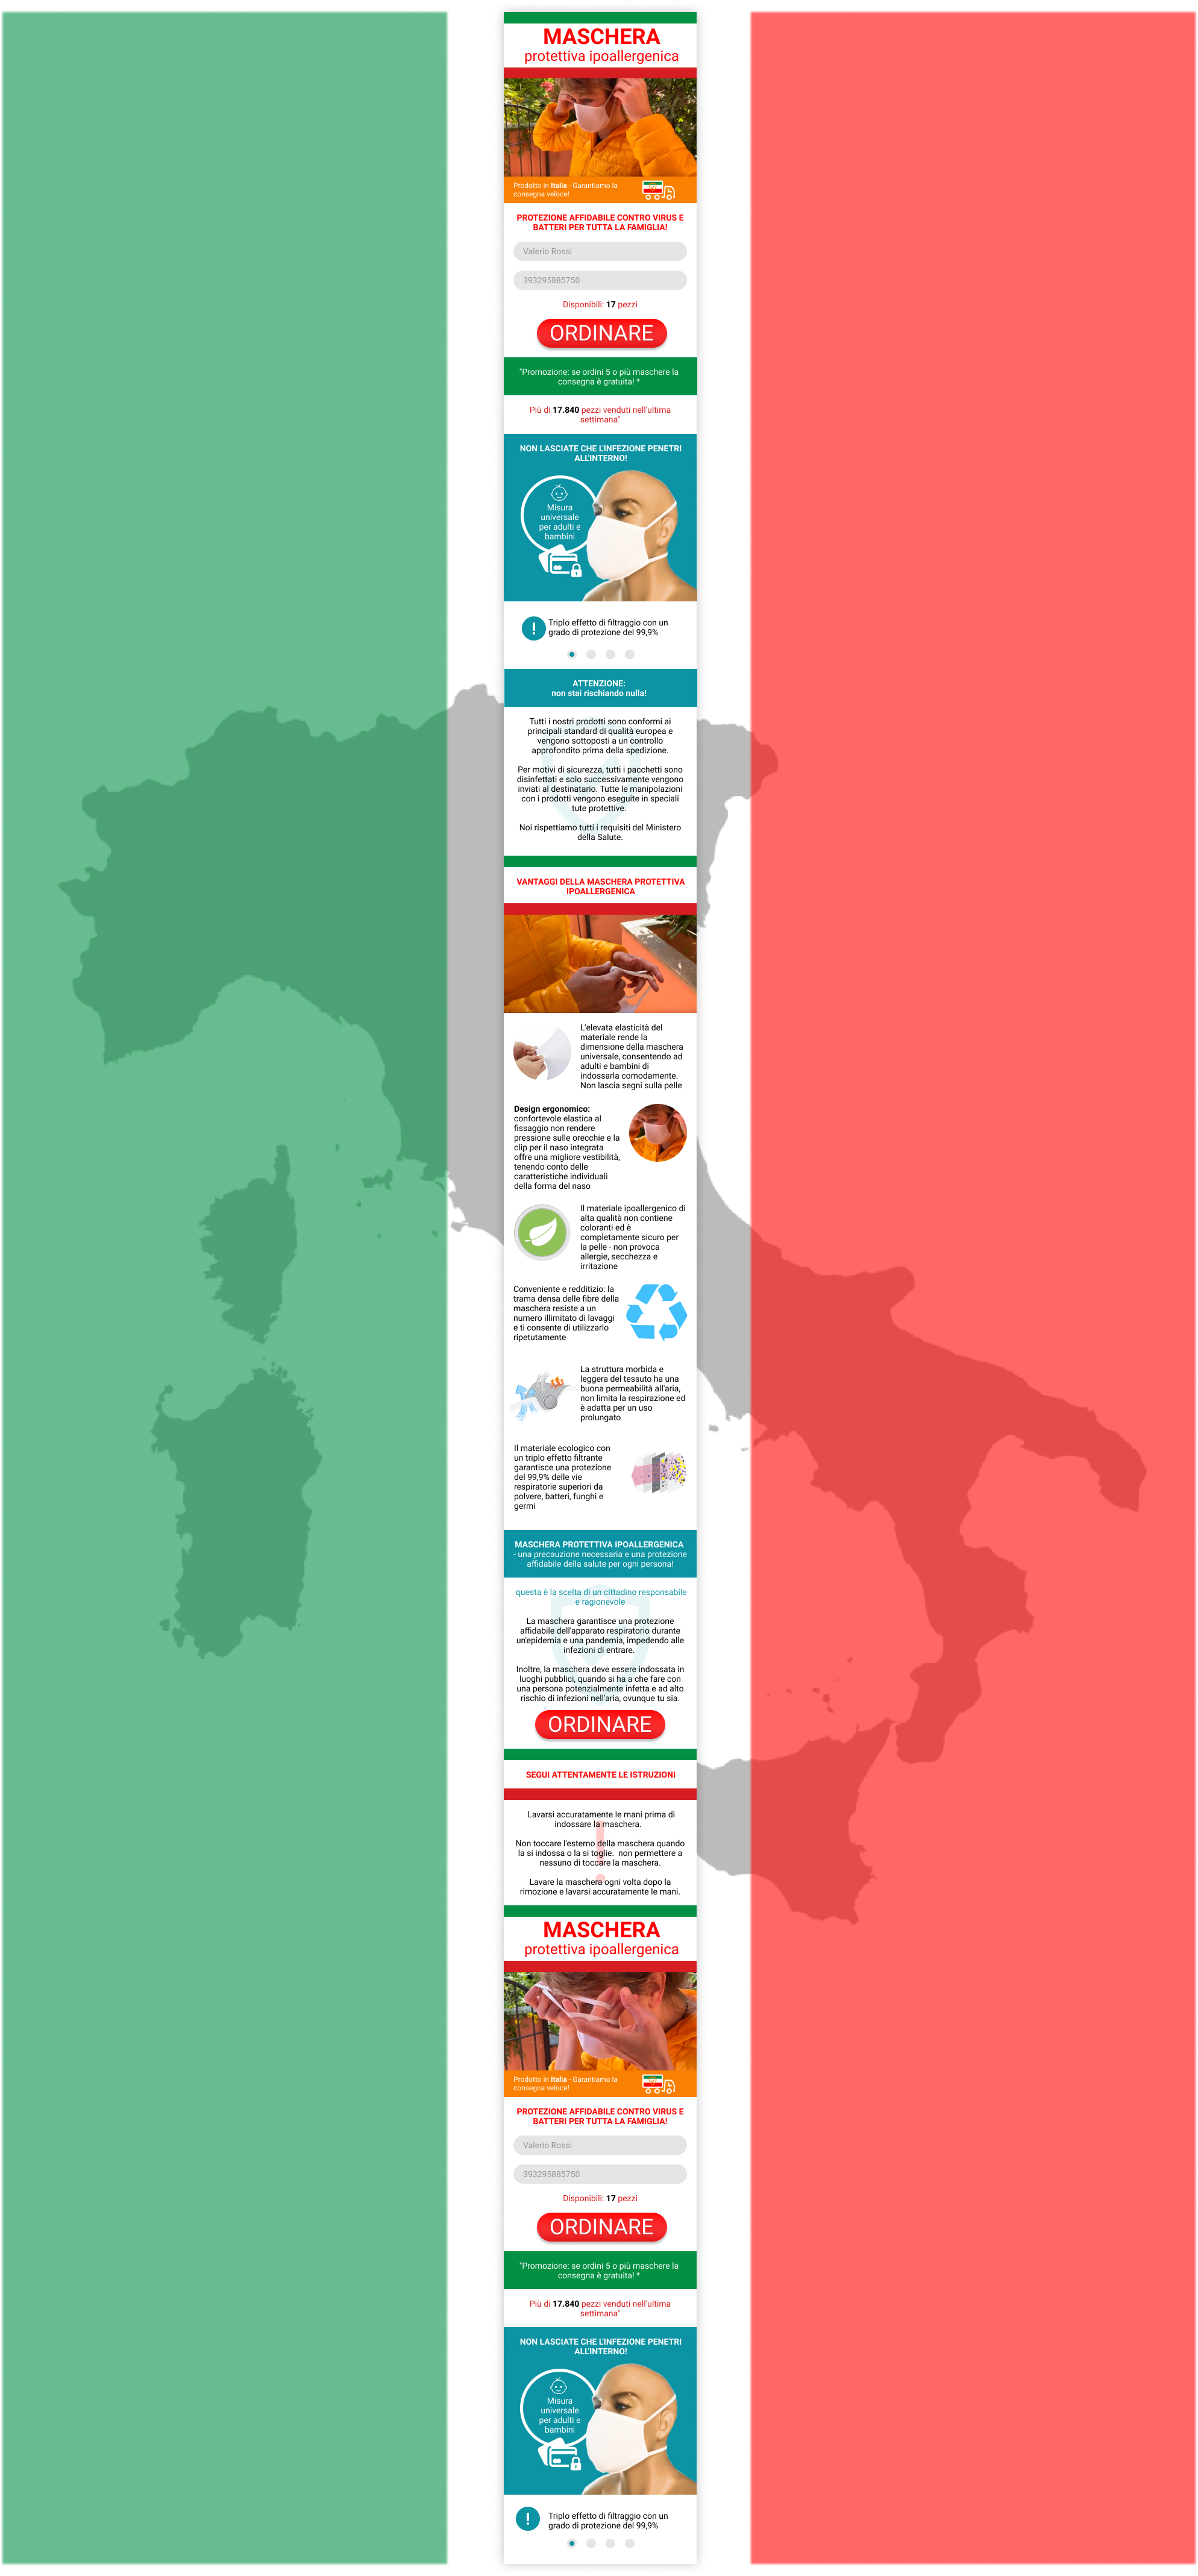 MASCHERA
protettiva ipoallergenica
Prodotto in Italia - Garantiamo la
consegna veloce!
PROTEZIONE AFFIDABILE CONTRO VIRUS E
BATTERI PER TUTTA LA FAMIGLIA!
Valerio Rossi
393295885750
Disponibili: 17 pezzi
ORDINARE
"Promozione: se ordini 5 o più maschere la
consegna è gratuita! *
Più di 17.840 pezzi venduti nell'ultima
settimana"
NON LASCIATE CHE L'INFEZIONE PENETRI
ALL'INTERNO!
Misura
universale
per adulti e
bambini
Triplo effetto di filtraggio con un
grado di protezione del 99,9%
ATTENZIONE:
non stai rischiando nulla!
Tutti i nostri prodotti sono conformi ai
principali standard di qualità europea e
vengono sottoposti a un controllo
approfondito prima della spedizione.
Per motivi di sicurezza, tutti i pacchetti sono
disinfettati e solo successivamente vengono
inviati al destinatario. Tutte le manipolazioni
con i prodotti vengono eseguite in speciali
tute protettive.
Noi rispettiamo tutti i requisiti del Ministero
della Salute.
VANTAGGI DELLA MASCHERA PROTETTIVA
IPOALLERGENICA
L'elevata elasticità del
materiale rende la
dimensione della maschera
universale, consentendo ad
adulti e bambini di
indossarla comodamente.
Non lascia segni sulla pelle
Design ergonomico:
confortevole elastica al
fissaggio non rendere
pressione sulle orecchie e la
clip per il naso integrata
offre una migliore vestibilità,
tenendo conto delle
caratteristiche individuali
della forma del naso
Il materiale ipoallergenico di
alta qualità non contiene
coloranti ed è
completamente sicuro per
la pelle - non provoca
allergie, secchezza e
irritazione
Conveniente e redditizio: la
trama densa delle fibre della
maschera resiste a un
numero illimitato di lavaggi
e ti consente di utilizzarlo
ripetutamente
La struttura morbida e
leggera del tessuto ha una
buona permeabilità all'aria,
non limita la respirazione ed
è adatta per un uso
prolungato
Il materiale ecologico con
un triplo effetto filtrante
garantisce una protezione
del 99,9% delle vie
respiratorie superiori da
polvere, batteri, funghi e
germi
MASCHERA PROTETTIVA IPOALLERGENICA
- una precauzione necessaria e una protezione
affidabile della salute per ogni persona!
questa è la scelta di un cittadino responsabile
e ragionevole
La maschera garantisce una protezione
affidabile dell'apparato respiratorio durante
un'epidemia e una pandemia, impedendo alle
infezioni di entrare.
Inoltre, la maschera deve essere indossata in
luoghi pubblici, quando si ha a che fare con
una persona potenzialmente infetta e ad alto
rischio di infezioni nell'aria, ovunque tu sia.
ORDINARE
SEGUI ATTENTAMENTE LE ISTRUZIONI
Lavarsi accuratamente le mani prima di
indossare la maschera.
Non toccare l'esterno della maschera quando
la si indossa o la si toglie. non permettere a
nessuno di toccare la maschera.
Lavare la maschera ogni volta dopo la
rimozione e lavarsi accuratamente le mani.
MASCHERA
protettiva ipoallergenica
Prodotto in Italia - Garantiamo la
consegna veloce!
PROTEZIONE AFFIDABILE CONTRO VIRUS E
BATTERI PER TUTTA LA FAMIGLIA!
Valerio Rossi
393295885750
Disponibili: 17 pezzi
ORDINARE
"Promozione: se ordini 5 o più maschere la
consegna è gratuita! *
Più di 17.840 pezzi venduti nell'ultima
settimana"
NON LASCIATE CHE L'INFEZIONE PENETRI
ALL'INTERNO!
Misura
universale
per adulti e
bambini
Triplo effetto di filtraggio con un
grado di protezione del 99,9%